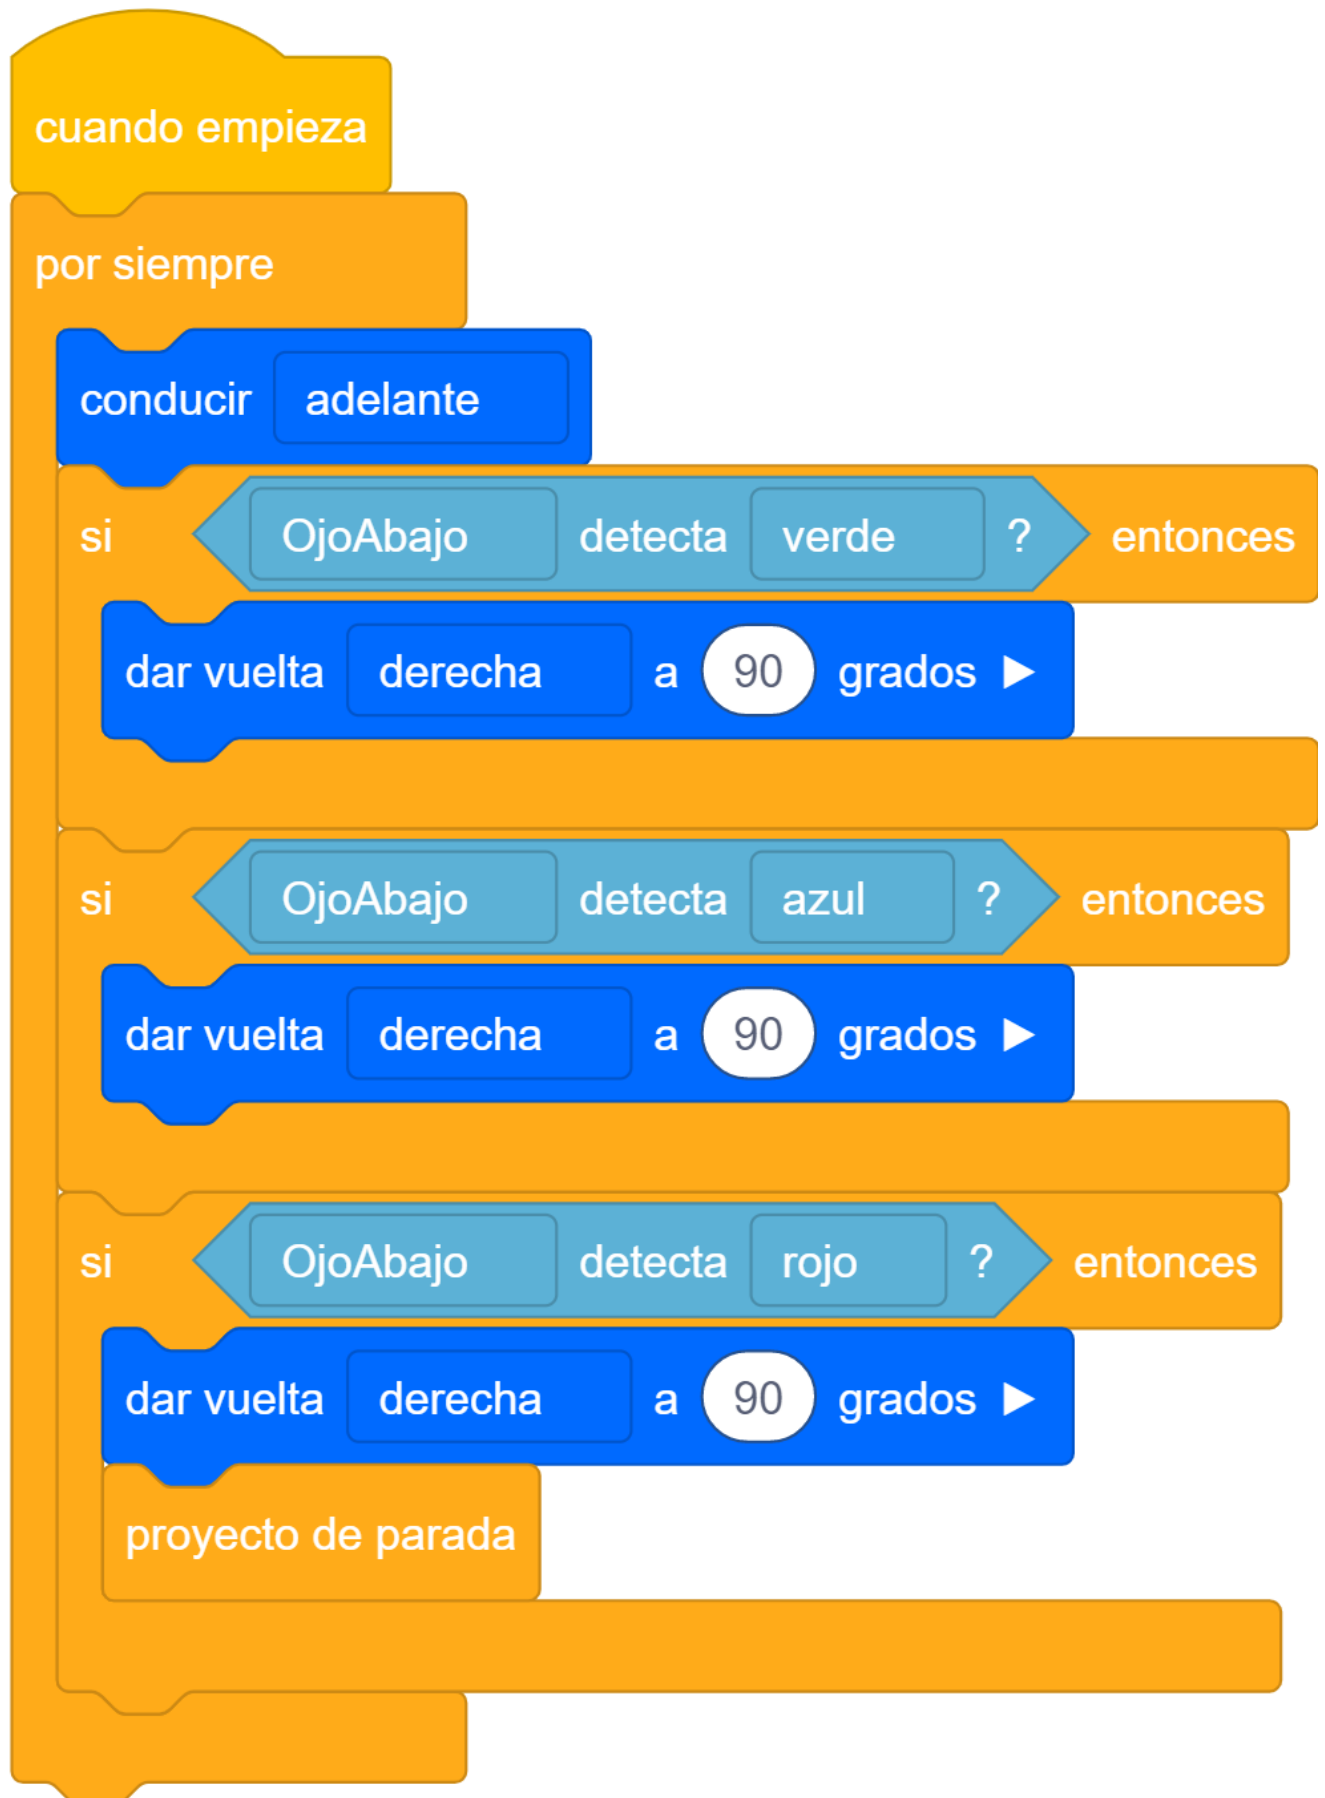 cuando empieza
por siempre
conducir adelante
si OjoAbajo detecta verde ? entonces
dar vuelta derecha a 90 grados
si OjoAbajo detecta azul ? entonces
dar vuelta derecha a 90 grados
si OjoAbajo detecta rojo ? entonces
dar vuelta derecha a 90 grados
proyecto de parada